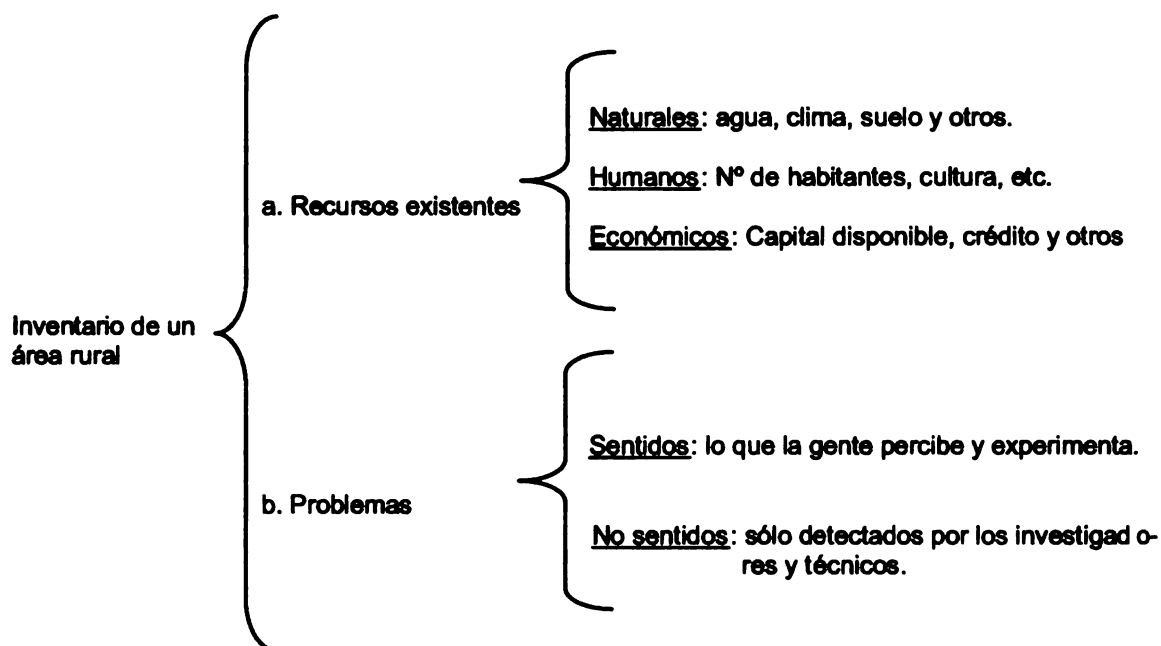 Inventario de un
área rural
a. Recursos existentes
Naturales: agua, clima, suelo y otros.
Humanos: Nº de habitantes, cultura, etc.
Económicos: Capital disponible, crédito y otros
b. Problemas
Sentidos: lo que la gente percibe y experimenta.
No sentidos: sólo detectados por los investigad o-
res y técnicos.